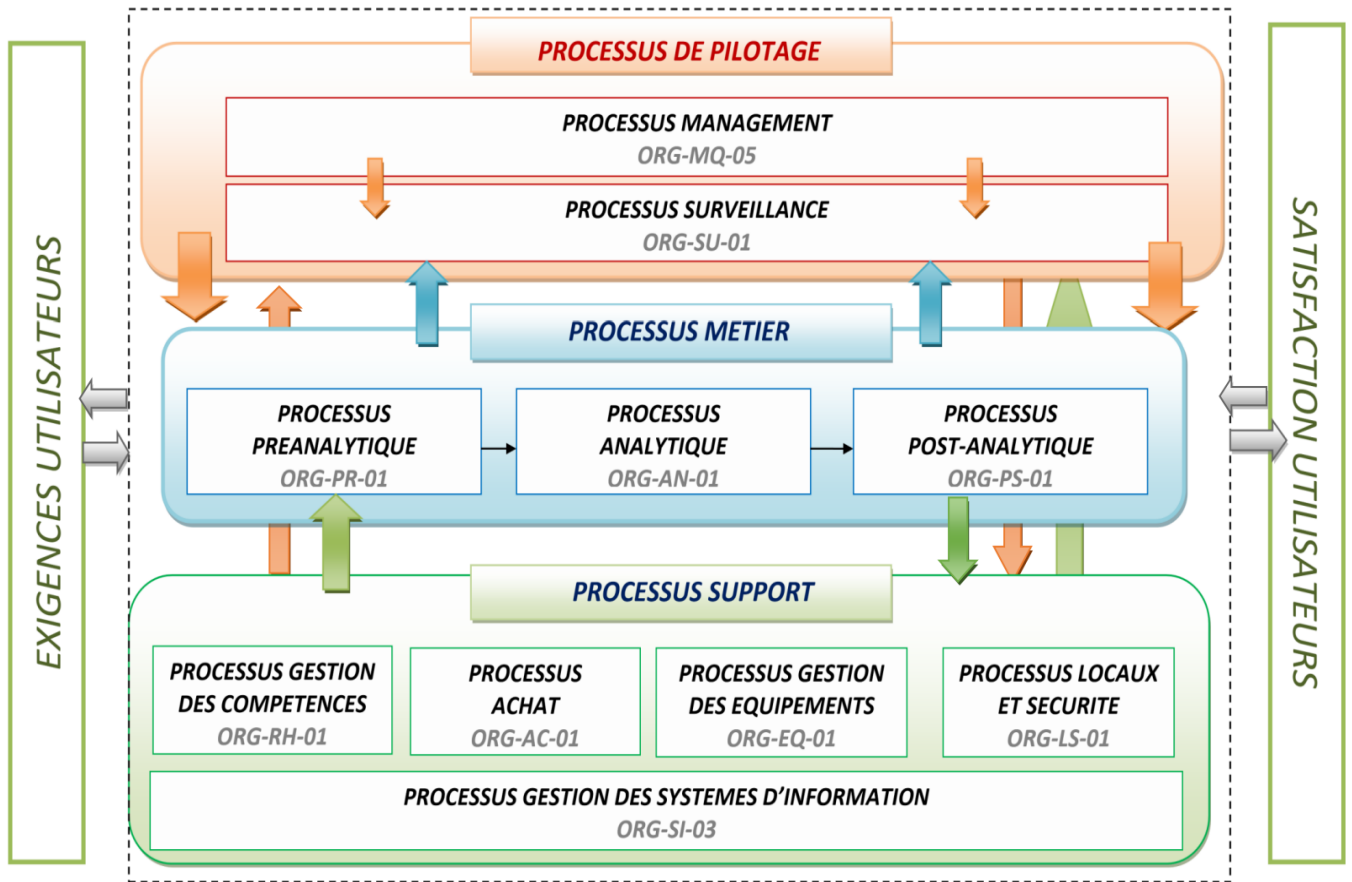 EXIGENCES UTILISATEURS
PROCESSUS DE PILOTAGE
PROCESSUS MANAGEMENT
ORG-MQ-05
PROCESSUS SURVEILLANCE
ORG-SU-01
PROCESSUS METIER
PROCESSUS
PREANALYTIQUE
ORG-PR-01
PROCESSUS
ANALYTIQUE
ORG-AN-01
PROCESSUS
POST-ANALYTIQUE
ORG-PS-01
PROCESSUS SUPPORT
PROCESSUS GESTION
DES COMPETENCES
ORG-RH-01
PROCESSUS
ACHAT
ORG-AC-01
PROCESSUS GESTION
DES EQUIPEMENTS
ORG-EQ-01
PROCESSUS LOCAUX
ET SECURITE
ORG-LS-01
PROCESSUS GESTION DES SYSTEMES D'INFORMATION
ORG-SI-03
SATISFACTION UTILISATEURS